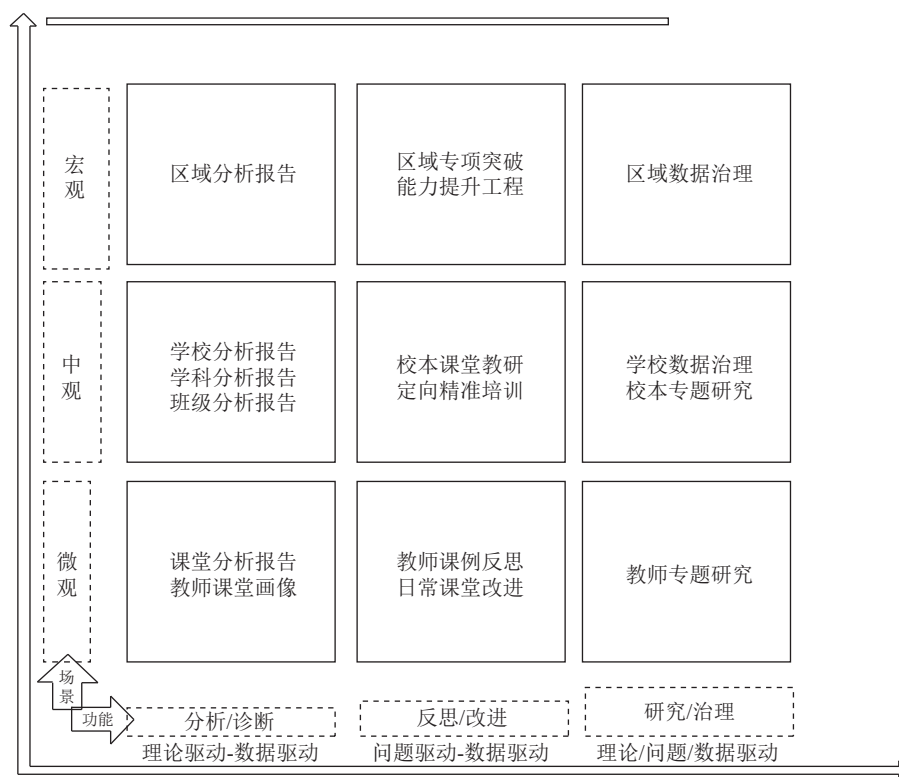 宏
观
区域分析报告
区域专项突破
能力提升工程
区域数据治理
中
观
学校分析报告
学科分析报告
班级分析报告
校本课堂教研
定向精准培训
学校数据治理
校本专题研究
微
观
课堂分析报告
教师课堂画像
教师课例反思
日常课堂改进
教师专题研究
场
景
功能
分析/诊断
反思/改进
研究/治理
理论驱动-数据驱动
问题驱动-数据驱动
理论/问题/数据驱动